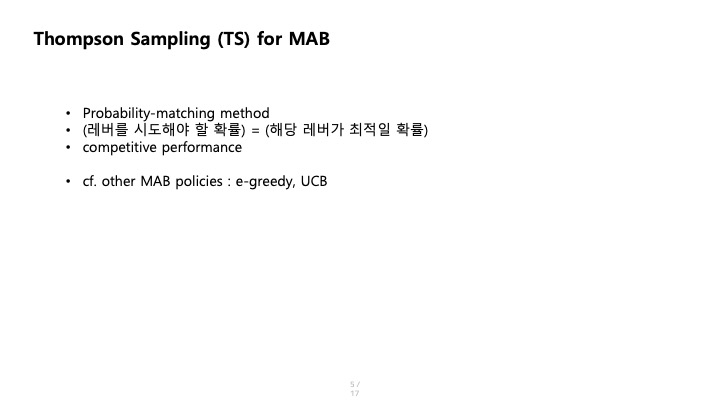 Thompson Sampling (TS) for MAB
• Probability-matching method
• (레버를 시도해야 할 확률) = (해당 레버가 최적일 확률)
• competitive performance
• cf. other MAB policies : e-greedy, UCB
5 /
17